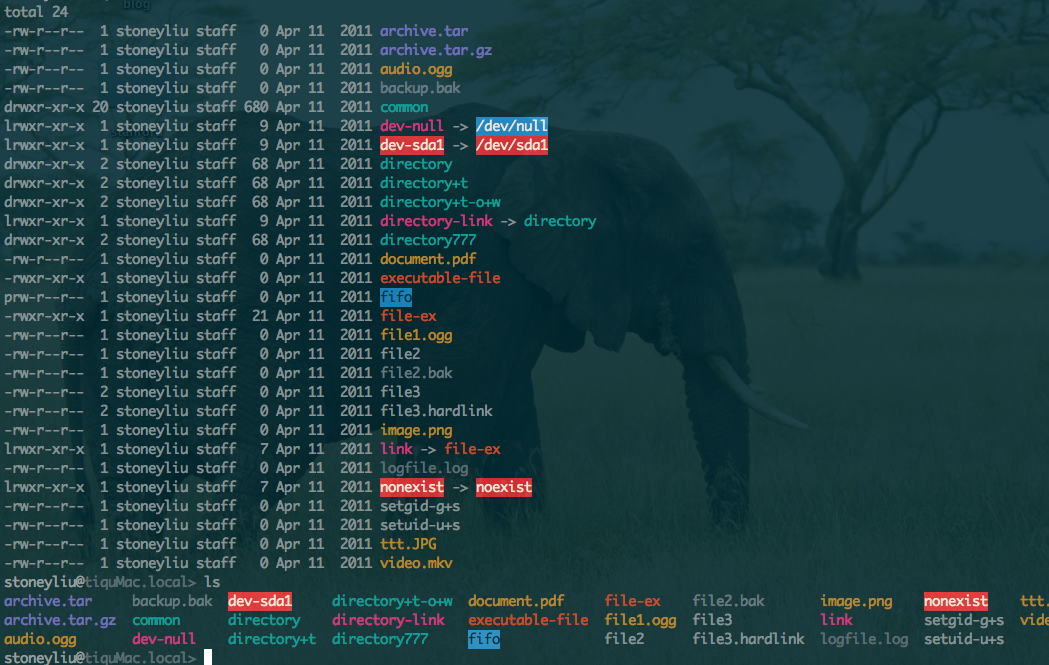 blog
total 24
-rw-r--r--  1 stoneyliu staff   0 Apr 11  2011 archive.tar
-rw-r--r--  1 stoneyliu staff   0 Apr 11  2011 archive.tar.gz
-rw-r--r--  1 stoneyliu staff   0 Apr 11  2011 audio.ogg
-rw-r--r--  1 stoneyliu staff   0 Apr 11  2011 backup.bak
drwxr-xr-x 20 stoneyliu staff 680 Apr 11  2011 common
lrwxr-xr-x  1 stoneyliu staff   9 Apr 11  2011 dev-null -> /dev/null
lrwxr-xr-x  1 stoneyliu staff   9 Apr 11  2011 dev-sda1 -> /dev/sda1
drwxr-xr-x  2 stoneyliu staff  68 Apr 11  2011 directory
drwxr-xr-x  2 stoneyliu staff  68 Apr 11  2011 directory+t
drwxr-xr-x  2 stoneyliu staff  68 Apr 11  2011 directory+t-o+w
lrwxr-xr-x  1 stoneyliu staff   9 Apr 11  2011 directory-link -> directory
drwxr-xr-x  2 stoneyliu staff  68 Apr 11  2011 directory777
-rw-r--r--  1 stoneyliu staff   0 Apr 11  2011 document.pdf
-rwxr-xr-x  1 stoneyliu staff   0 Apr 11  2011 executable-file
prw-r--r--  1 stoneyliu staff   0 Apr 11  2011 fifo
-rwxr-xr-x  1 stoneyliu staff  21 Apr 11  2011 file-ex
-rw-r--r--  1 stoneyliu staff   0 Apr 11  2011 file1.ogg
-rw-r--r--  1 stoneyliu staff   0 Apr 11  2011 file2
-rw-r--r--  1 stoneyliu staff   0 Apr 11  2011 file2.bak
-rw-r--r--  2 stoneyliu staff   0 Apr 11  2011 file3
-rw-r--r--  2 stoneyliu staff   0 Apr 11  2011 file3.hardlink
-rw-r--r--  1 stoneyliu staff   0 Apr 11  2011 image.png
lrwxr-xr-x  1 stoneyliu staff   7 Apr 11  2011 link -> file-ex
-rw-r--r--  1 stoneyliu staff   0 Apr 11  2011 logfile.log
lrwxr-xr-x  1 stoneyliu staff   7 Apr 11  2011 nonexist -> noexist
-rw-r--r--  1 stoneyliu staff   0 Apr 11  2011 setgid-g+s
-rw-r--r--  1 stoneyliu staff   0 Apr 11  2011 setuid-u+s
-rw-r--r--  1 stoneyliu staff   0 Apr 11  2011 ttt.JPG
-rw-r--r--  1 stoneyliu staff   0 Apr 11  2011 video.mkv
stoneyliu@tiquMac.local> ls
archive.tar     backup.bak  dev-sda1     directory+t-o+w  document.pdf     file-ex    file2.bak       image.png    nonexist    ttt.
archive.tar.gz  common      directory    directory-link   executable-file  file1.ogg  file3           link         setgid-g+s  vide
audio.ogg       dev-null    directory+t  directory777     fifo             file2      file3.hardlink  logfile.log  setuid-u+s
stoneyliu@tiquMac.local>